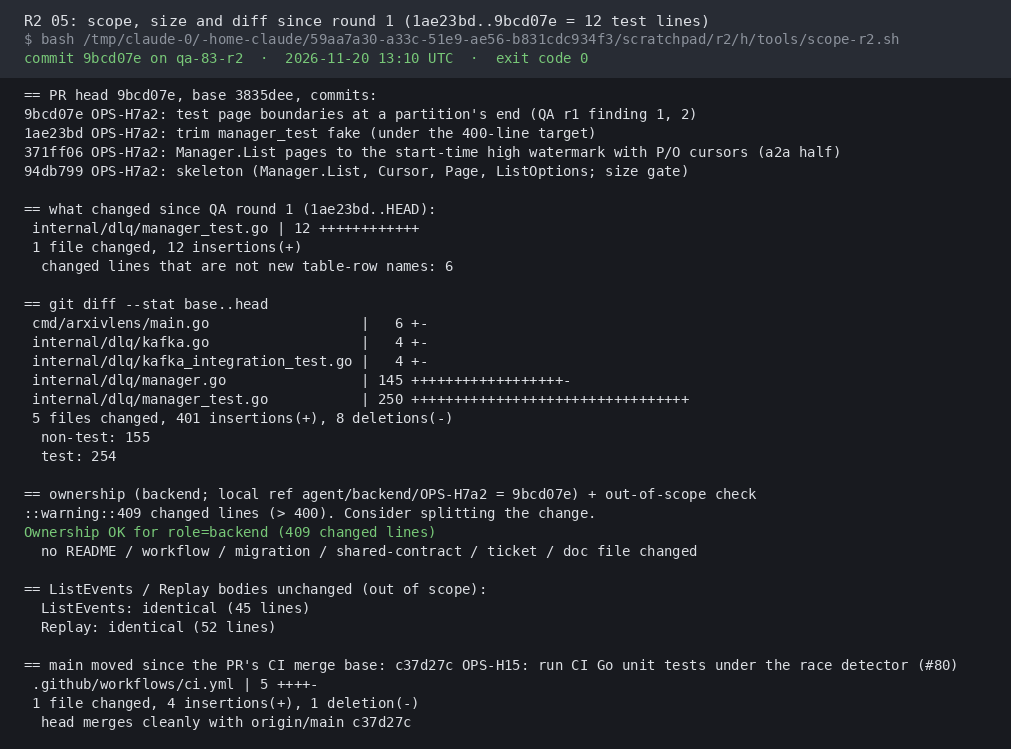 R2 05: scope, size and diff since round 1 (1ae23bd..9bcd07e = 12 test lines)
$ bash /tmp/claude-0/-home-claude/59aa7a30-a33c-51e9-ae56-b831cdc934f3/scratchpad/r2/h/tools/scope-r2.sh
commit 9bcd07e on qa-83-r2  ·  2026-11-20 13:10 UTC  ·  exit code 0
== PR head 9bcd07e, base 3835dee, commits:
9bcd07e OPS-H7a2: test page boundaries at a partition's end (QA r1 finding 1, 2)
1ae23bd OPS-H7a2: trim manager_test fake (under the 400-line target)
371ff06 OPS-H7a2: Manager.List pages to the start-time high watermark with P/O cursors (a2a half)
94db799 OPS-H7a2: skeleton (Manager.List, Cursor, Page, ListOptions; size gate)

== what changed since QA round 1 (1ae23bd..HEAD):
 internal/dlq/manager_test.go | 12 ++++++++++++
 1 file changed, 12 insertions(+)
  changed lines that are not new table-row names: 6

== git diff --stat base..head
 cmd/arxivlens/main.go                  |   6 +-
 internal/dlq/kafka.go                  |   4 +-
 internal/dlq/kafka_integration_test.go |   4 +-
 internal/dlq/manager.go                | 145 ++++++++++++++++++-
 internal/dlq/manager_test.go           | 250 +++++++++++++++++++++++++++++++++
 5 files changed, 401 insertions(+), 8 deletions(-)
  non-test: 155
  test: 254

== ownership (backend; local ref agent/backend/OPS-H7a2 = 9bcd07e) + out-of-scope check
::warning::409 changed lines (> 400). Consider splitting the change.
Ownership OK for role=backend (409 changed lines)
  no README / workflow / migration / shared-contract / ticket / doc file changed

== ListEvents / Replay bodies unchanged (out of scope):
  ListEvents: identical (45 lines)
  Replay: identical (52 lines)

== main moved since the PR's CI merge base: c37d27c OPS-H15: run CI Go unit tests under the race detector (#80)
 .github/workflows/ci.yml | 5 ++++-
 1 file changed, 4 insertions(+), 1 deletion(-)
  head merges cleanly with origin/main c37d27c